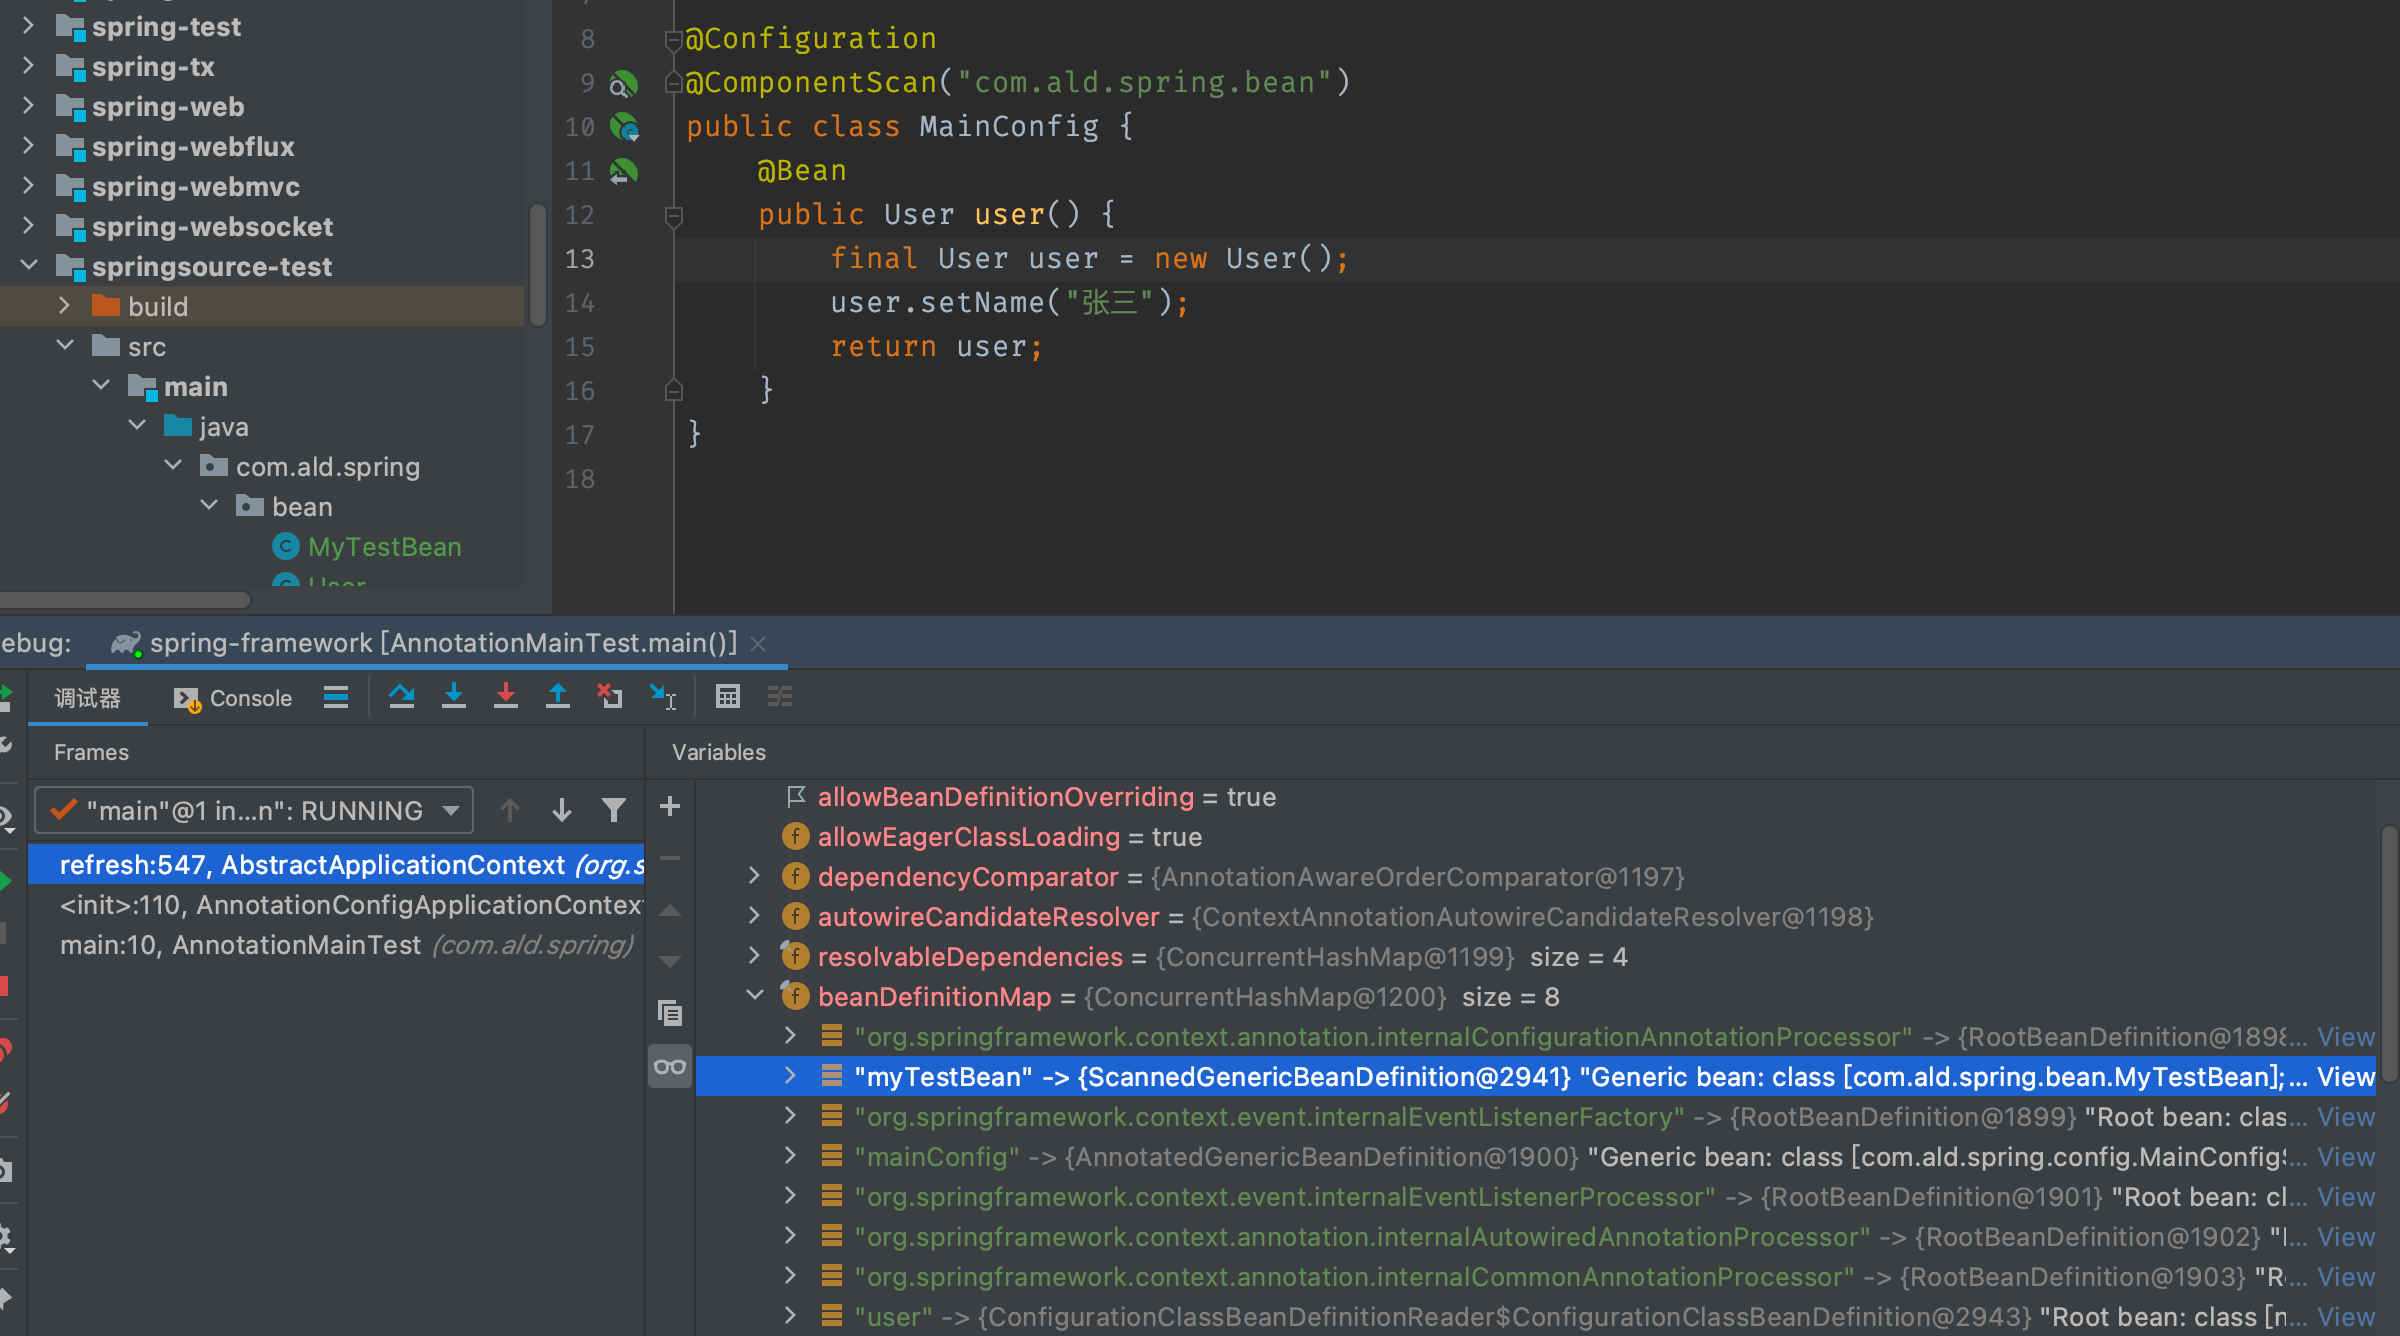 spring-test
spring-tx
spring-web
spring-webflux
spring-webmvc
spring-websocket
springsource-test
build
src
main
java
com.ald.spring
bean
MyTestBean
User
8 @Configuration
9 @ComponentScan("com.ald.spring.bean")
10 public class MainConfig {
11 @Bean
12 public User user() {
13 final User user = new User();
14 user.setName("张三");
15 return user;
16 }
17 }
18
ebug: spring-framework [AnnotationMainTest.main()]
调试器 Console
Frames
"main"@1 in...n": RUNNING
refresh:547, AbstractApplicationContext (org.s
<init>:110, AnnotationConfigApplicationContext
main:10, AnnotationMainTest (com.ald.spring)
Variables
allowBeanDefinitionOverriding = true
allowEagerClassLoading = true
dependencyComparator = {AnnotationAwareOrderComparator@1197}
autowireCandidateResolver = {ContextAnnotationAutowireCandidateResolver@1198}
resolvableDependencies = {ConcurrentHashMap@1199} size = 4
beanDefinitionMap = {ConcurrentHashMap@1200} size = 8
"org.springframework.context.annotation.internalConfigurationAnnotationProcessor" -> {RootBeanDefinition@1898... View
"myTestBean" -> {ScannedGenericBeanDefinition@2941} "Generic bean: class [com.ald.spring.bean.MyTestBean];... View
"org.springframework.context.event.internalEventListenerFactory" -> {RootBeanDefinition@1899} "Root bean: clas... View
"mainConfig" -> {AnnotatedGenericBeanDefinition@1900} "Generic bean: class [com.ald.spring.config.MainConfig$... View
"org.springframework.context.event.internalEventListenerProcessor" -> {RootBeanDefinition@1901} "Root bean: cl... View
"org.springframework.context.annotation.internalAutowiredAnnotationProcessor" -> {RootBeanDefinition@1902} "... View
"org.springframework.context.annotation.internalCommonAnnotationProcessor" -> {RootBeanDefinition@1903} "R... View
"user" -> {ConfigurationClassBeanDefinitionReader$ConfigurationClassBeanDefinition@2943} "Root bean: class [n... View